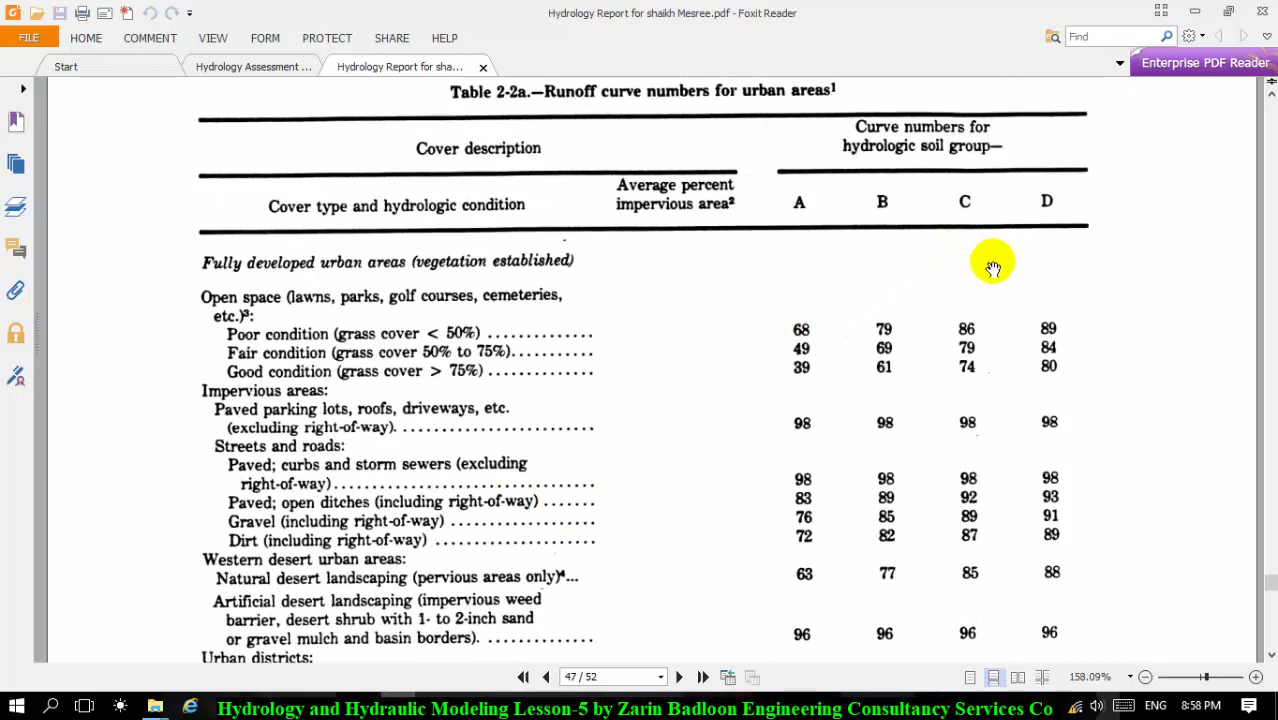 Hydrology Report for shaikh Mesree.pdf - Foxit Reader
FILE HOME COMMENT VIEW FORM PROTECT SHARE HELP Find
Start Hydrology Assessment ... Hydrology Report for sha... Enterprise PDF Reader
Table 2-2a.—Runoff curve numbers for urban areas¹
Curve numbers for
Cover description hydrologic soil group—
Average percent
Cover type and hydrologic condition impervious area² A B C D
Fully developed urban areas (vegetation established)
Open space (lawns, parks, golf courses, cemeteries,
etc.)³:
Poor condition (grass cover < 50%) ............ 68 79 86 89
Fair condition (grass cover 50% to 75%)........... 49 69 79 84
Good condition (grass cover > 75%) ............ 39 61 74 80
Impervious areas:
Paved parking lots, roofs, driveways, etc.
(excluding right-of-way). ...................... 98 98 98 98
Streets and roads:
Paved; curbs and storm sewers (excluding
right-of-way)............................... 98 98 98 98
Paved; open ditches (including right-of-way) ...... 83 89 92 93
Gravel (including right-of-way) ................. 76 85 89 91
Dirt (including right-of-way) ................... 72 82 87 89
Western desert urban areas:
Natural desert landscaping (pervious areas only)⁴... 63 77 85 88
Artificial desert landscaping (impervious weed
barrier, desert shrub with 1- to 2-inch sand
or gravel mulch and basin borders). ............. 96 96 96 96
Urban districts:
47 / 52 158.09%
Hydrology and Hydraulic Modeling Lesson-5 by Zarin Badloon Engineering Consultancy Services Co ENG 8:58 PM